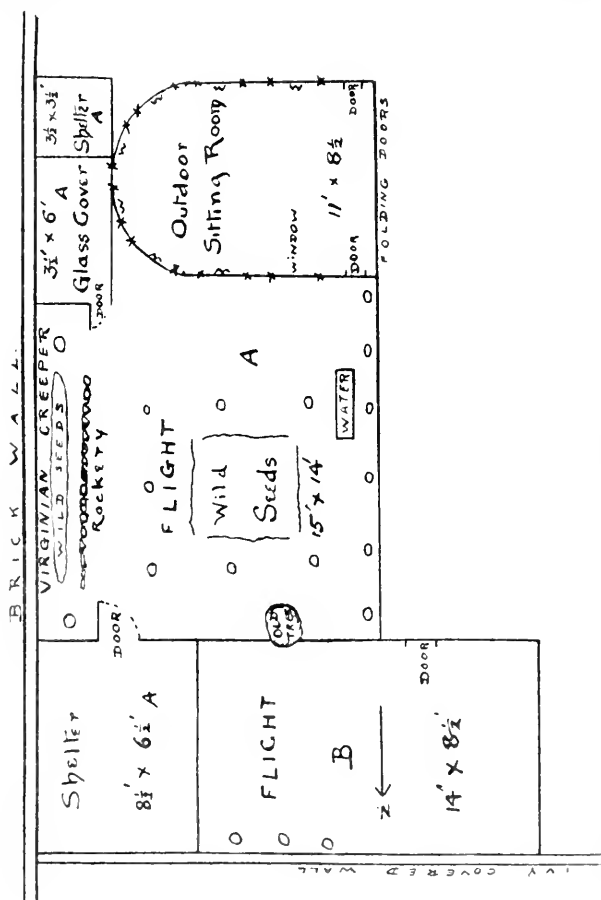 BRICK WALL.
3½ × 3½'
Shelter
A
3½' × 6'
A
Glass Cover
DOOR
W
W
Outdoor
Sitting Room
WINDOW
11' × 8½
DOOR
DOOR
FOLDING DOORS
VIRGINIAN CREEPER
WILD SEEDS
Rockery
FLIGHT
A
Wild
Seeds
15' × 14'
WATER
OLD
TREE
DOOR
Shelter
8½' × 6½' A
FLIGHT
B
N
14" × 8½'
DOOR
IVY COVERED WALL